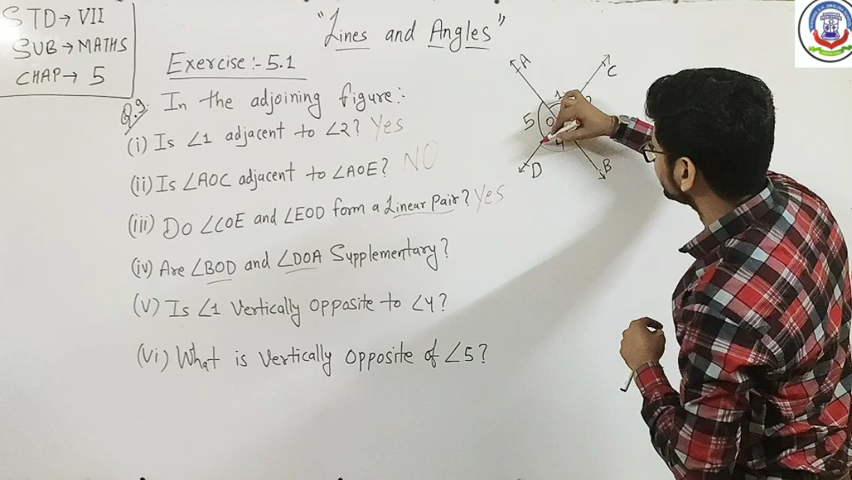 STD→ VII
SUB→ MATHS
CHAP→ 5
"Lines and Angles"
Exercise:- 5.1
Q.9 In the adjoining figure:-
(i) Is ∠1 adjacent to ∠2? Yes
(ii) Is ∠AOC adjacent to ∠AOE? NO
(iii) Do ∠COE and ∠EOD form a Linear Pair? Yes
(iv) Are ∠BOD and ∠DOA Supplementary?
(v) Is ∠1 Vertically Opposite to ∠4?
(vi) What is Vertically Opposite of ∠5?
A
C
1
5
O
4
D
B